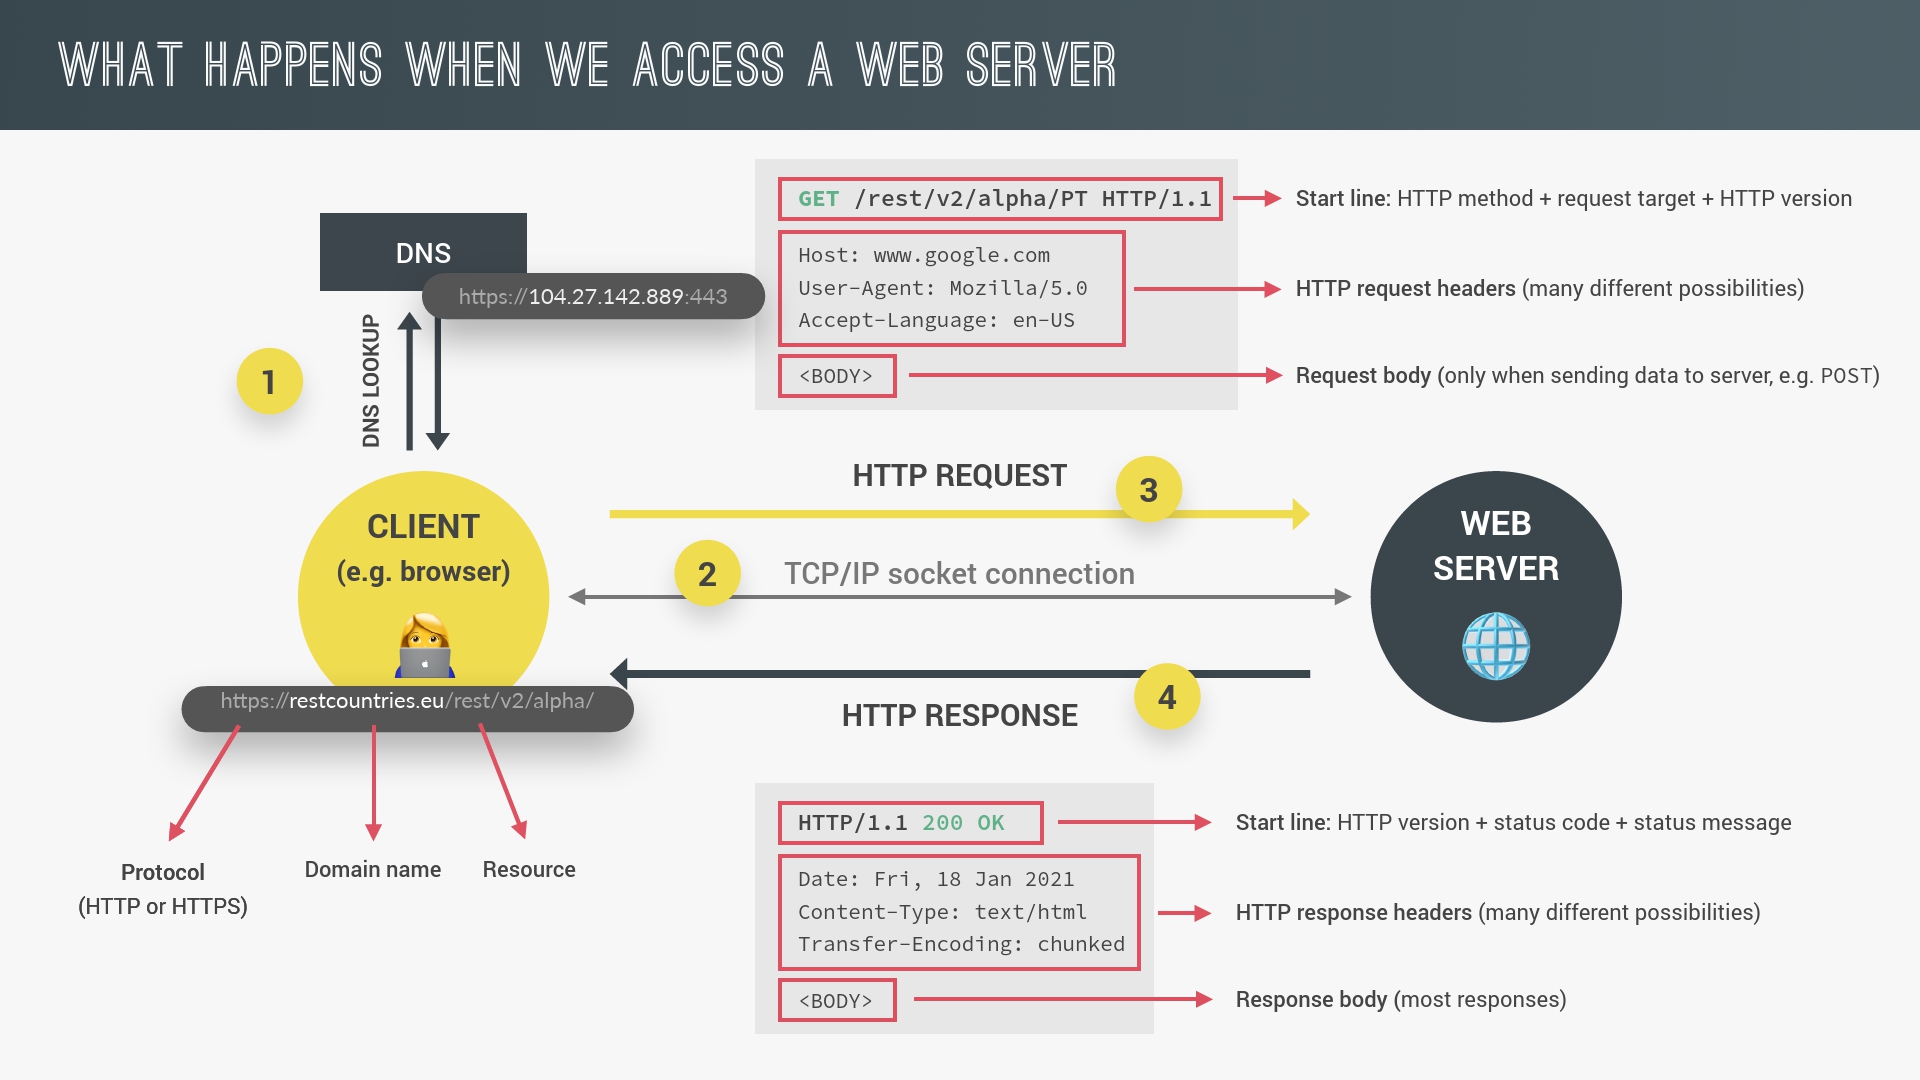 WHAT HAPPENS WHEN WE ACCESS A WEB SERVER
DNS
https://104.27.142.889:443
DNS LOOKUP
1
GET /rest/v2/alpha/PT HTTP/1.1
Start line: HTTP method + request target + HTTP version
Host: www.google.com
User-Agent: Mozilla/5.0
Accept-Language: en-US
HTTP request headers (many different possibilities)
<BODY>
Request body (only when sending data to server, e.g. POST)
HTTP REQUEST
3
CLIENT
(e.g. browser)
2
TCP/IP socket connection
WEB
SERVER
https://restcountries.eu/rest/v2/alpha/
HTTP RESPONSE
4
Protocol
(HTTP or HTTPS)
Domain name
Resource
HTTP/1.1 200 OK
Start line: HTTP version + status code + status message
Date: Fri, 18 Jan 2021
Content-Type: text/html
Transfer-Encoding: chunked
HTTP response headers (many different possibilities)
<BODY>
Response body (most responses)